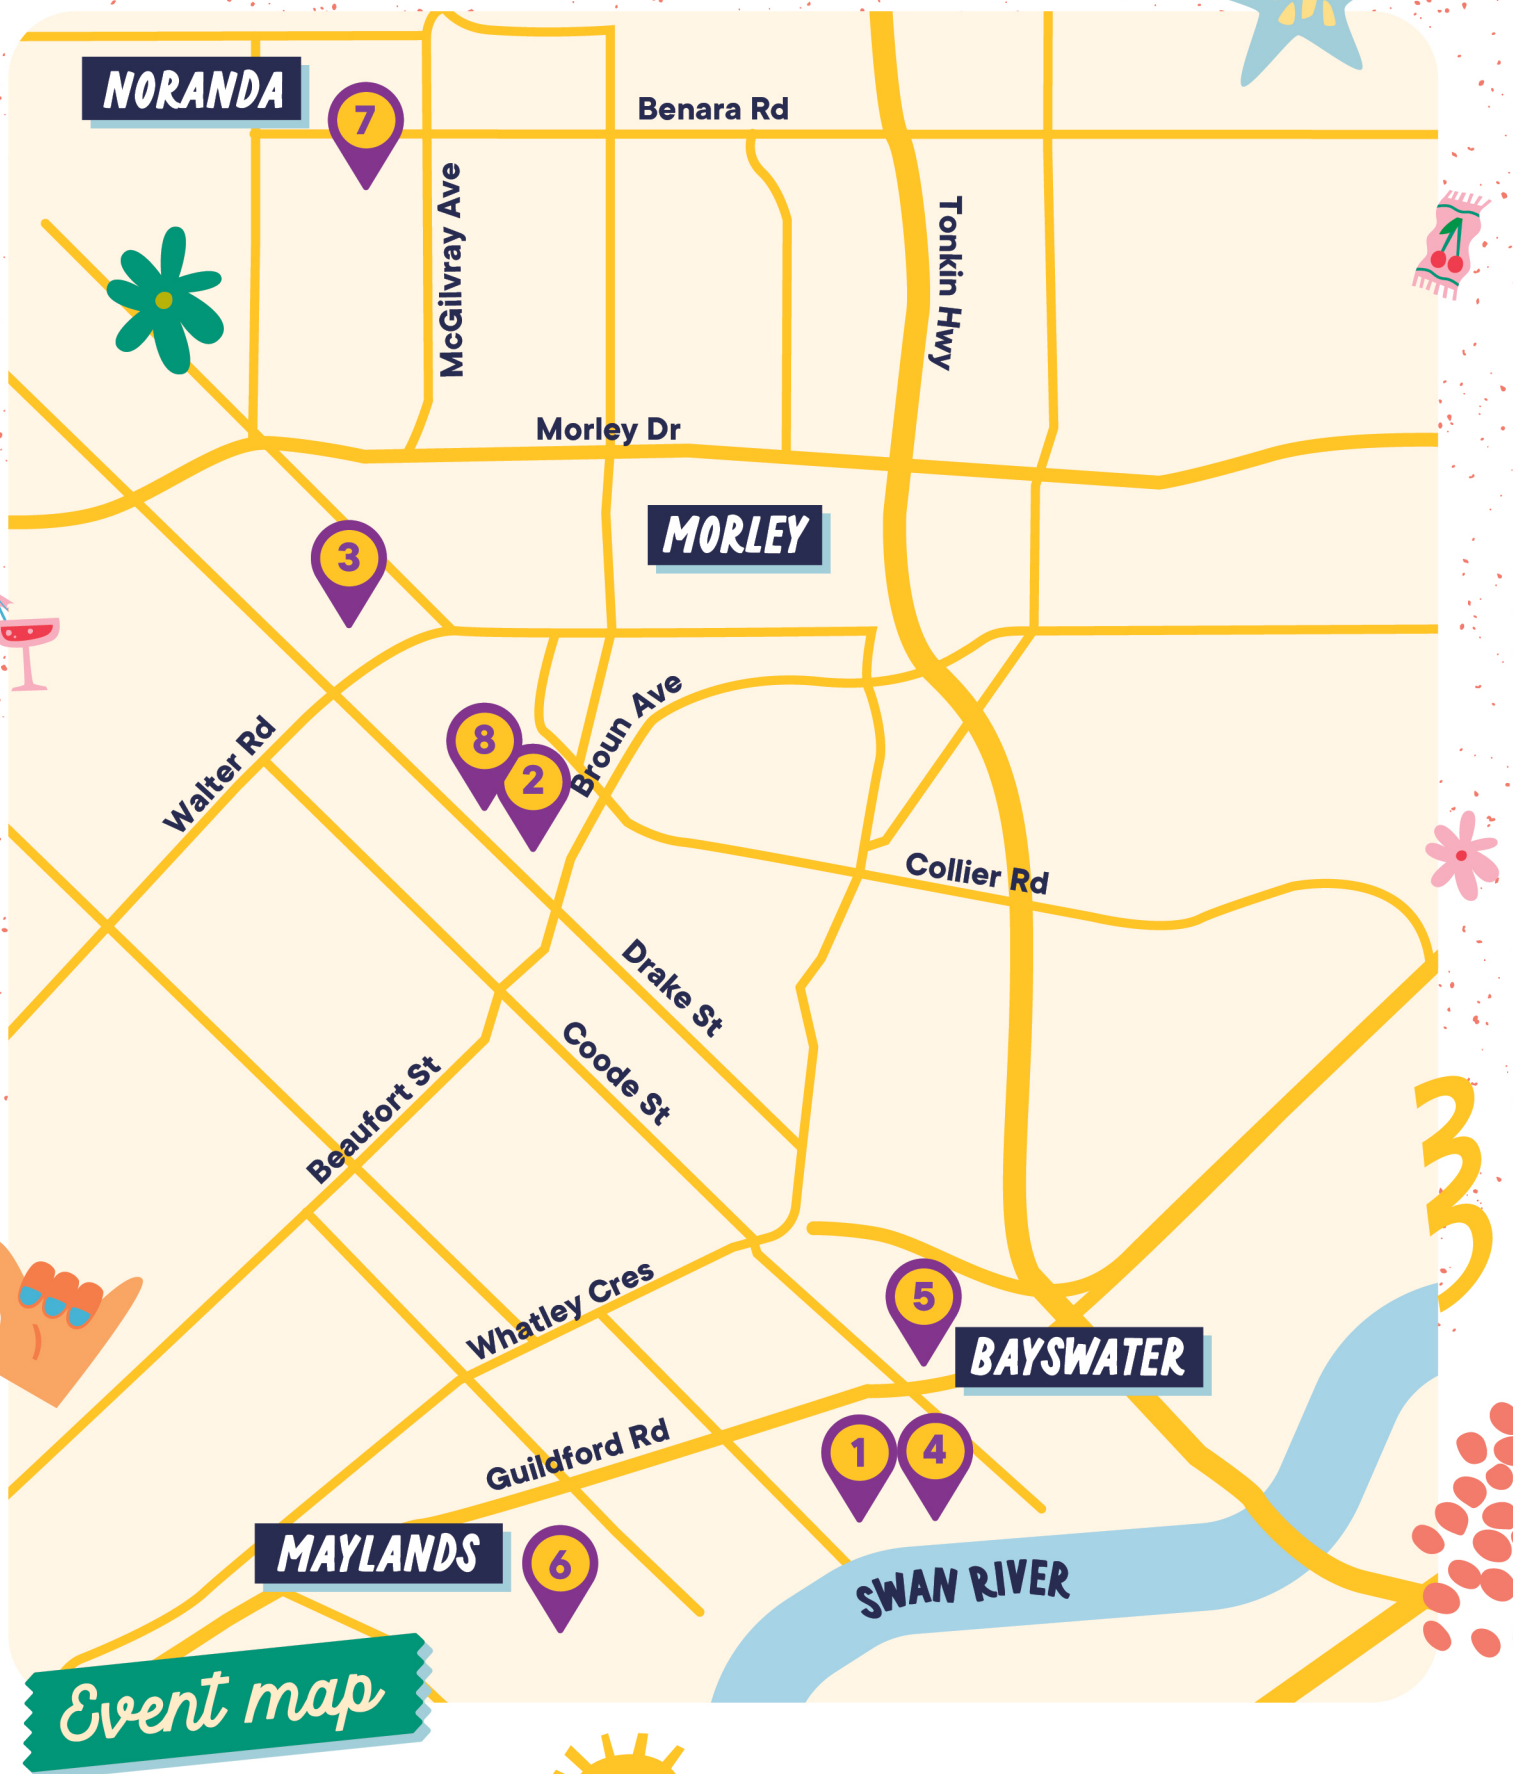 NORANDA
7
Benara Rd
McGilvray Ave
Tonkin Hwy
Morley Dr
MORLEY
3
Broun Ave
8
2
Walter Rd
Collier Rd
Drake St
Coode St
Beaufort St
Whatley Cres
5
BAYSWATER
Guildford Rd
1
4
MAYLANDS
6
SWAN RIVER
Event map